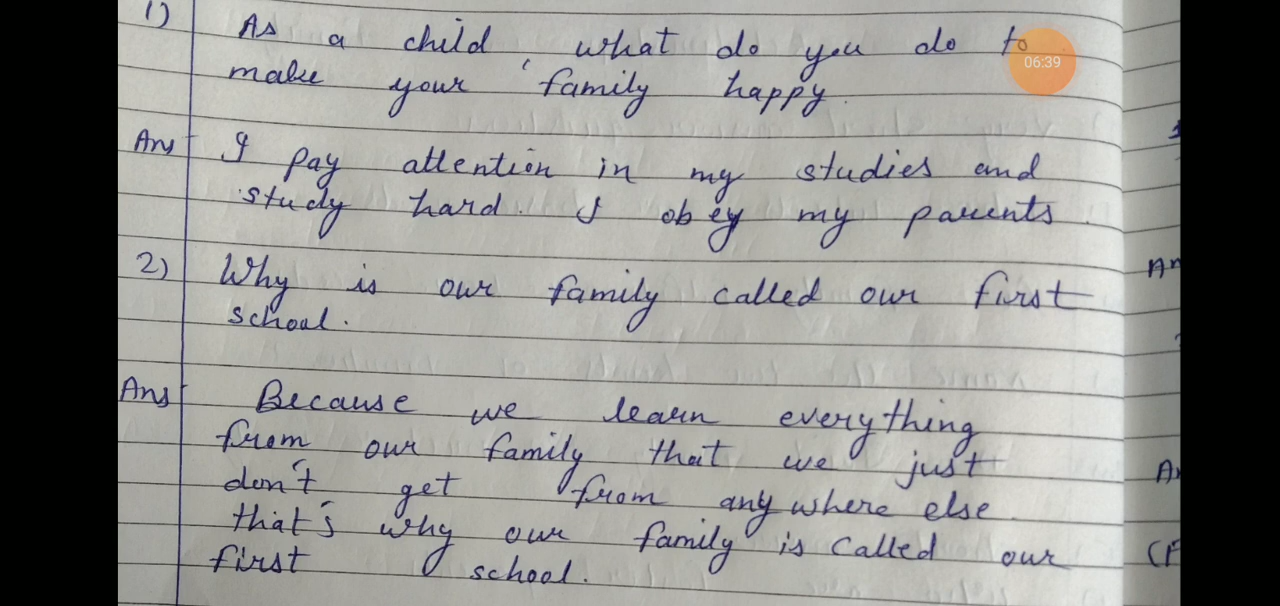 1) As a child, what do you do to
06:39
make your family happy.
Ans I pay attention in my studies and
study hard. I obey my parents
2) Why is our family called our first
school.
Ans Because we learn everything
from our family that we just
don't get from anywhere else.
that's why our family is called our
first school.